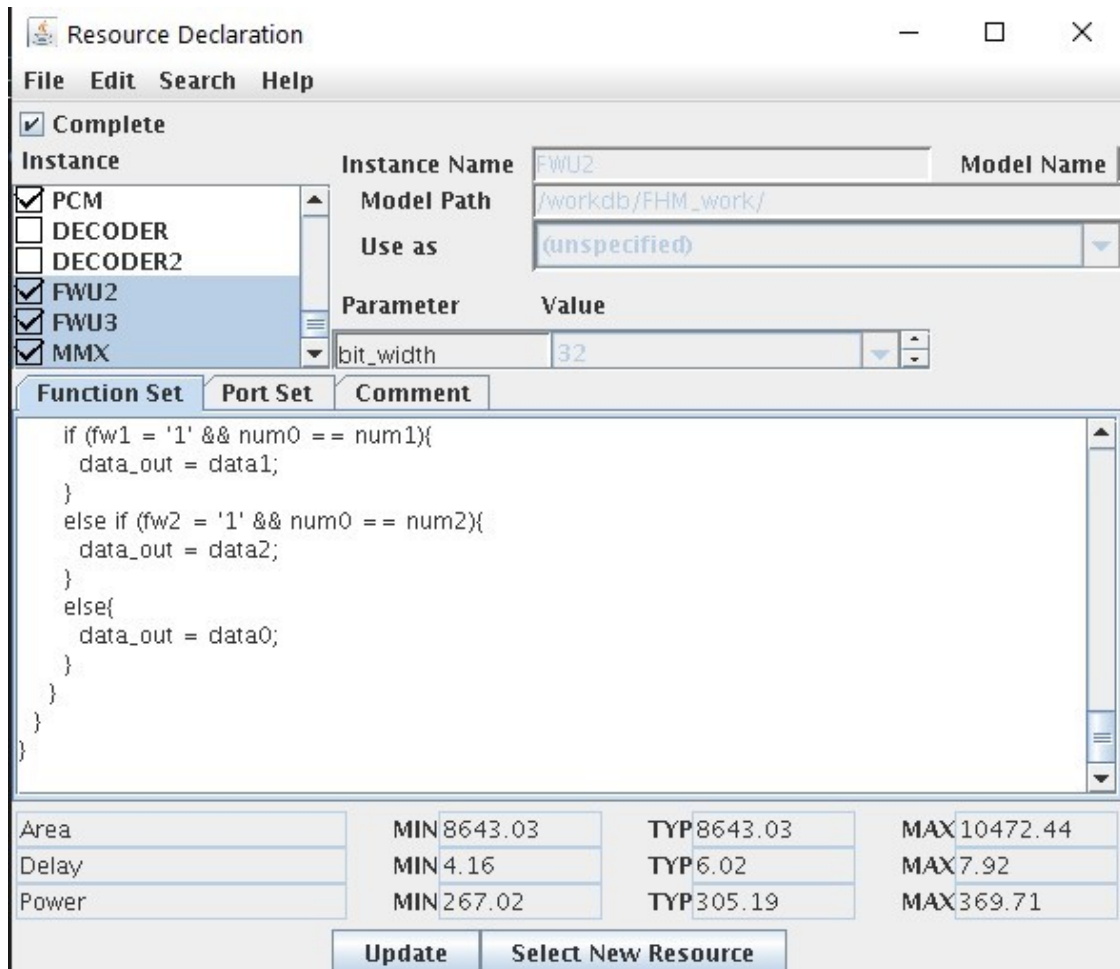 Resource Declaration
File Edit Search Help
Complete
Instance
Instance Name FWU2 Model Name
PCM
Model Path /workdb/FHM_work/
DECODER
Use as (unspecified)
DECODER2
FWU2
Parameter Value
FWU3
MMX
bit_width 32
Function Set Port Set Comment
if (fw1 = '1' && num0 == num1){
data_out = data1;
}
else if (fw2 = '1' && num0 == num2){
data_out = data2;
}
else{
data_out = data0;
}
}
}
}
Area MIN 8643.03 TYP 8643.03 MAX 10472.44
Delay MIN 4.16 TYP 6.02 MAX 7.92
Power MIN 267.02 TYP 305.19 MAX 369.71
Update Select New Resource